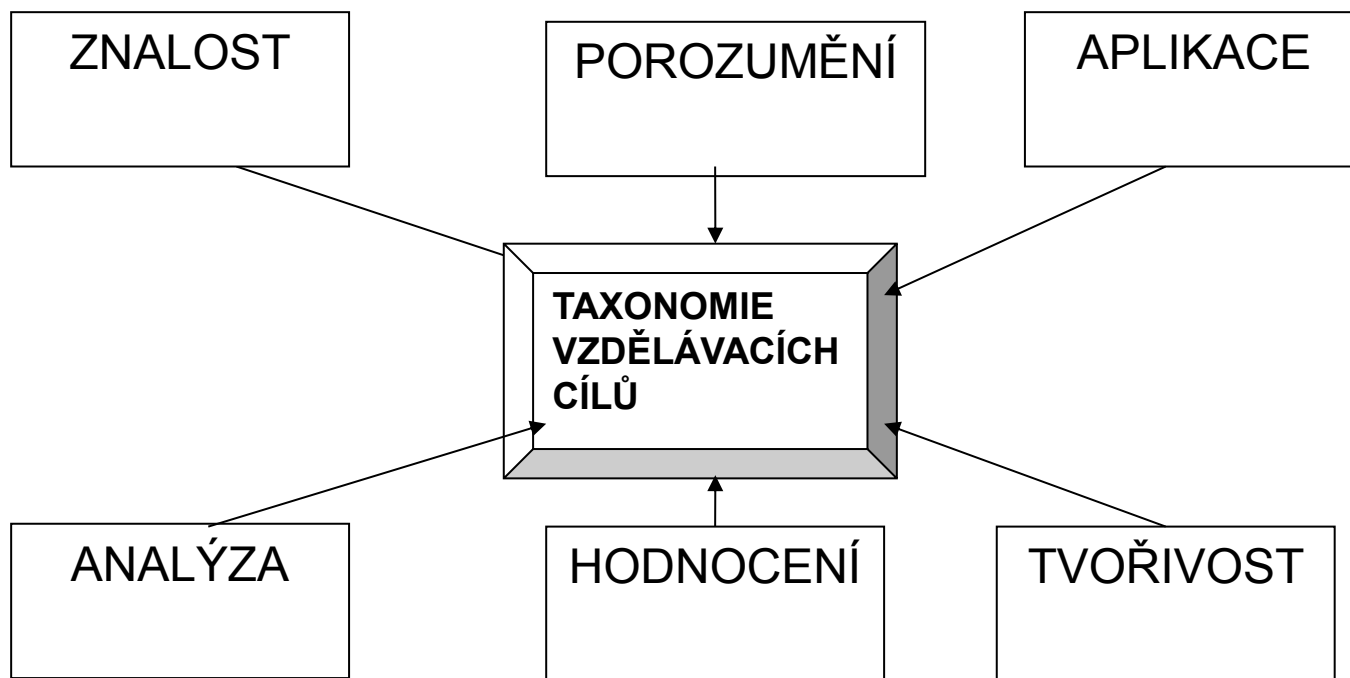 ZNALOST
POROZUMĚNÍ
APLIKACE
TAXONOMIE
VZDĚLÁVACÍCH
CÍLŮ
ANALÝZA
HODNOCENÍ
TVOŘIVOST